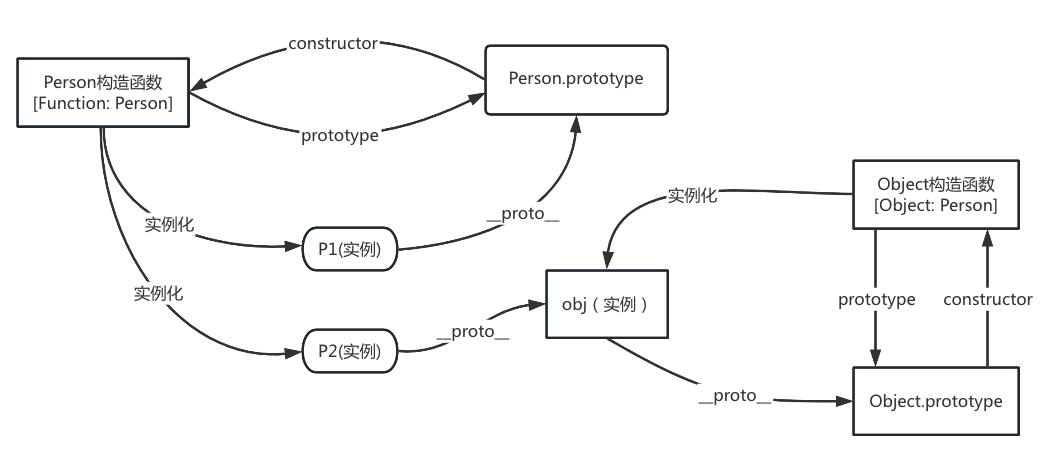 constructor
Person构造函数
[Function: Person]
Person.prototype
prototype
Object构造函数
[Object: Person]
实例化
__proto__
实例化
P1(实例)
实例化
obj（实例）
prototype
constructor
__proto__
P2(实例)
__proto__
Object.prototype